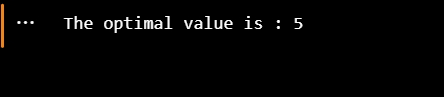 ... The optimal value is : 5